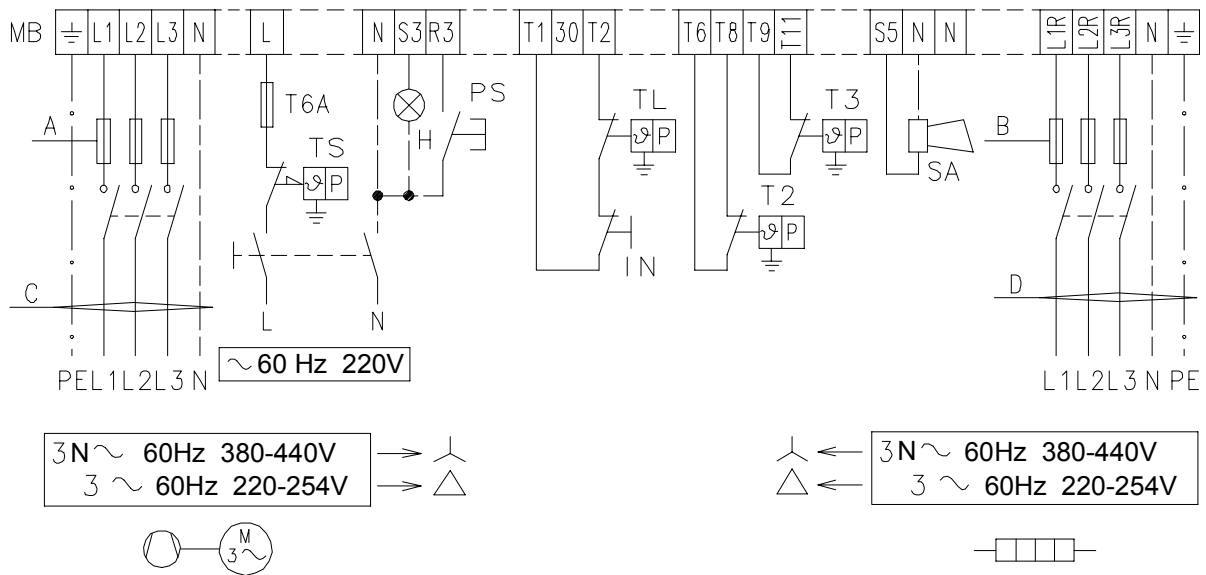 MB L1 L2 L3 N L N S3 R3 T1 30 T2 T6 T8 T9 T11 S5 N N L1R L2R L3R N
T6A PS TL T3
A TS H ϑ P ϑ P B
ϑ P SA
T2
ϑ P
IN
C D
L N
~ 60 Hz 220V
PE L1 L2 L3 N L1 L2 L3 N PE
3N~ 60Hz 380-440V 3N~ 60Hz 380-440V
3 ~ 60Hz 220-254V 3 ~ 60Hz 220-254V
M
3~